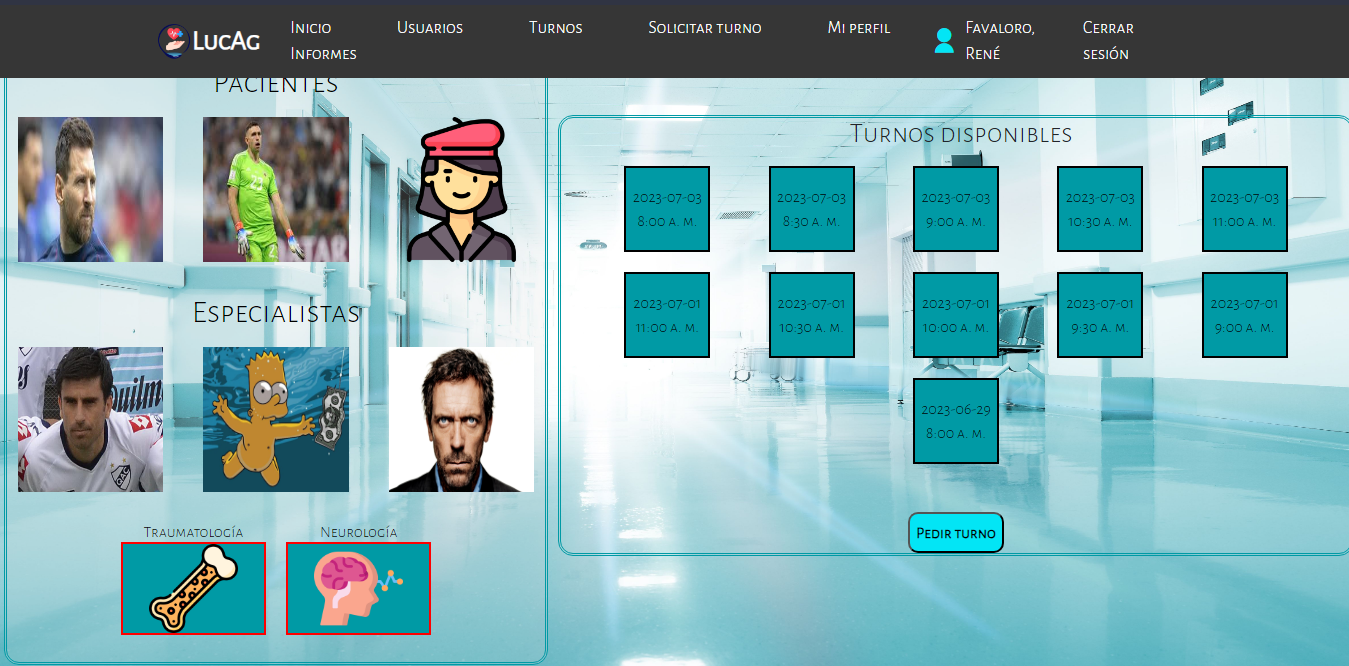 LucAg
Inicio
Usuarios
Turnos
Solicitar turno
Mi perfil
Informes
Favaloro,
René
Cerrar
sesión
Pacientes
Especialistas
Traumatología
Neurología
Turnos disponibles
2023-07-03
8:00 a. m.
2023-07-03
8:30 a. m.
2023-07-03
9:00 a. m.
2023-07-03
10:30 a. m.
2023-07-03
11:00 a. m.
2023-07-01
11:00 a. m.
2023-07-01
10:30 a. m.
2023-07-01
10:00 a. m.
2023-07-01
9:30 a. m.
2023-07-01
9:00 a. m.
2023-06-29
8:00 a. m.
Pedir turno